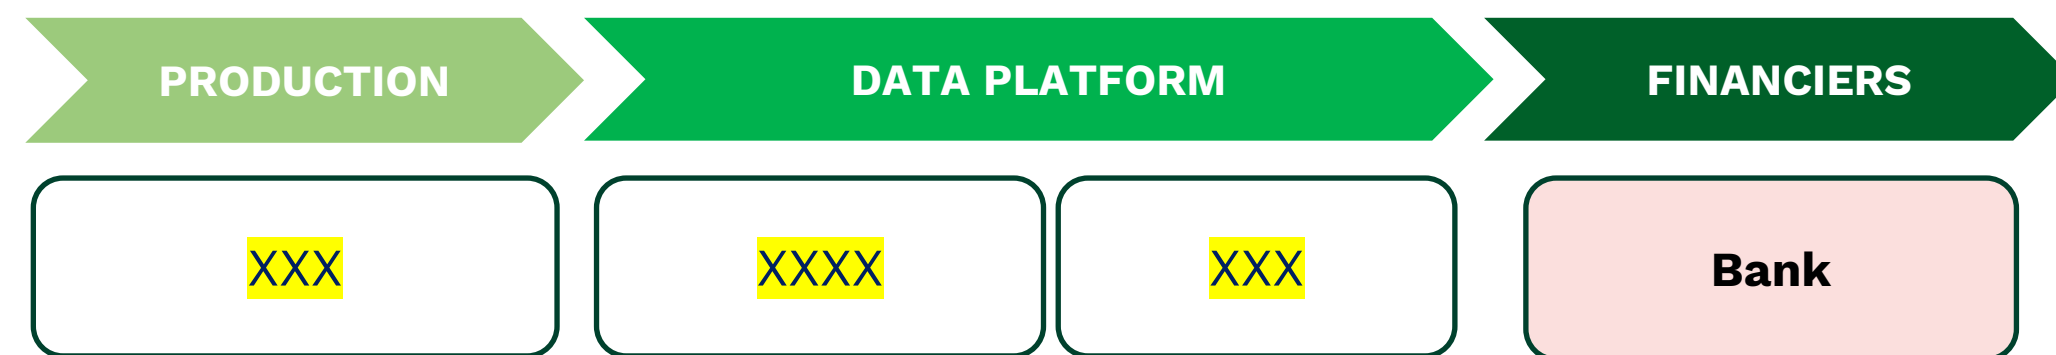 PRODUCTION
DATA PLATFORM
FINANCIERS
XXX
XXXX
XXX
Bank